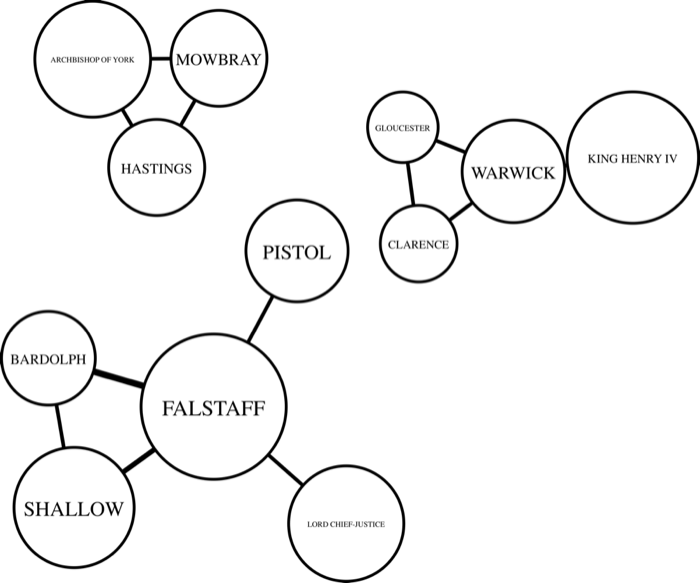 ARCHBISHOP OF YORK
MOWBRAY
HASTINGS
GLOUCESTER
WARWICK
KING HENRY IV
CLARENCE
PISTOL
BARDOLPH
FALSTAFF
SHALLOW
LORD CHIEF-JUSTICE